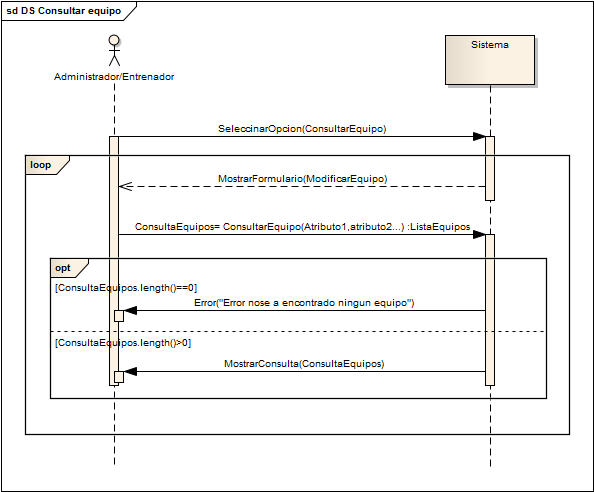 sd DS Consultar equipo
Administrador/Entrenador
Sistema
SeleccinarOpcion(ConsultarEquipo)
loop
MostrarFormulario(ModificarEquipo)
ConsultaEquipos= ConsultarEquipo(Atributo1,atributo2...) :ListaEquipos
opt
[ConsultaEquipos.length()==0]
Error("Error nose a encontrado ningun equipo")
[ConsultaEquipos.length()>0]
MostrarConsulta(ConsultaEquipos)